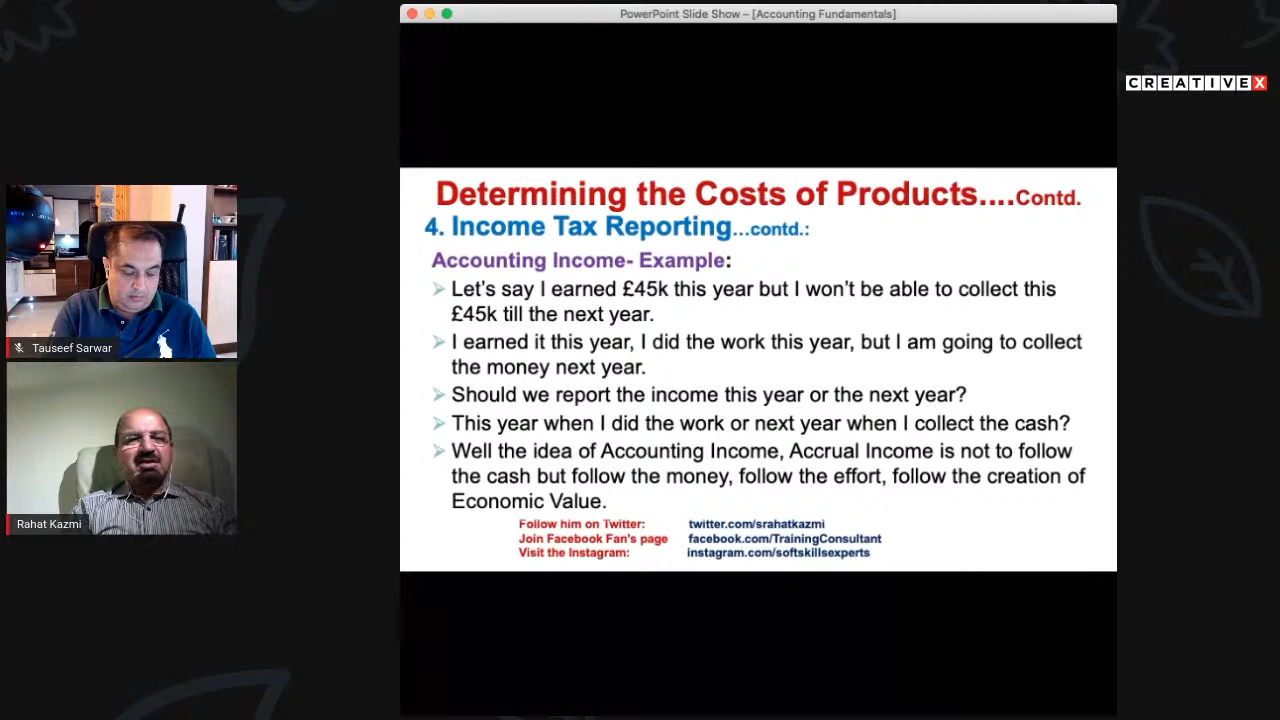 PowerPoint Slide Show – [Accounting Fundamentals]
CREATIVEX
Determining the Costs of Products....Contd.
4. Income Tax Reporting...contd.:
Accounting Income- Example:
Let's say I earned £45k this year but I won't be able to collect this
£45k till the next year.
I earned it this year, I did the work this year, but I am going to collect
the money next year.
Should we report the income this year or the next year?
This year when I did the work or next year when I collect the cash?
Well the idea of Accounting Income, Accrual Income is not to follow
the cash but follow the money, follow the effort, follow the creation of
Economic Value.
Follow him on Twitter: twitter.com/srahatkazmi
Join Facebook Fan's page facebook.com/TrainingConsultant
Visit the Instagram: instagram.com/softskillsexperts
Tauseef Sarwar
Rahat Kazmi